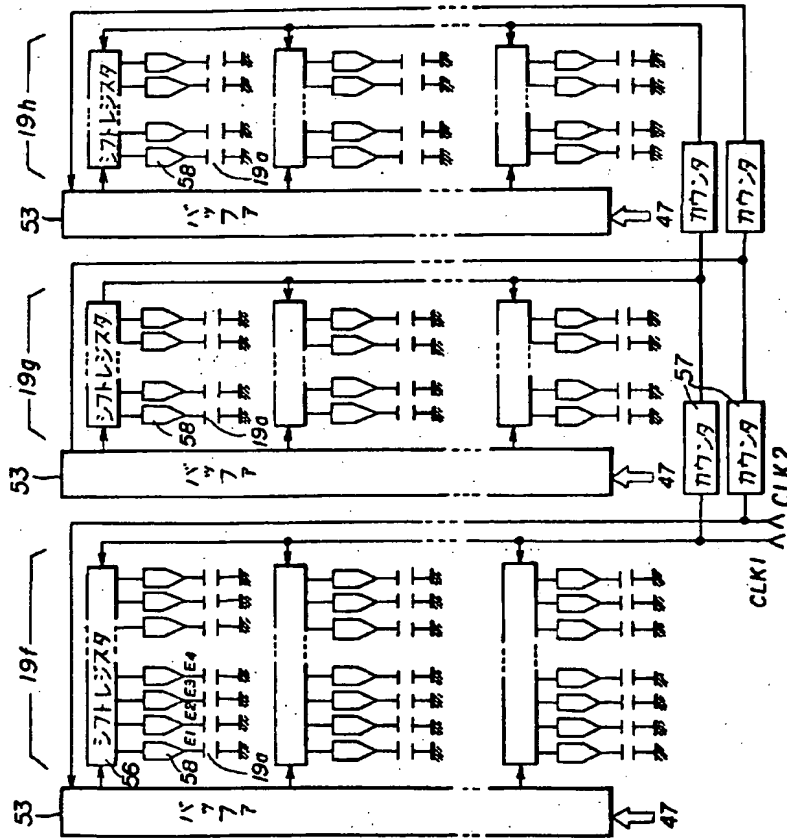 19f
19g
19h
53
53
53
シフトレジスタ
シフトレジスタ
シフトレジスタ
56
58
58
58
E1 E2 E3 E4
19a
19a
19a
バッファ
バッファ
バッファ
47
47
47
カウンタ
カウンタ
カウンタ
カウンタ
57
CLK1
CLK2